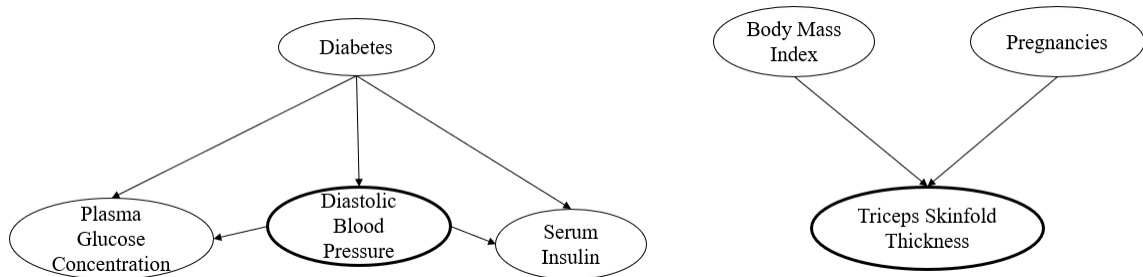 Diabetes
Body Mass
Index
Pregnancies
Plasma
Glucose
Concentration
Diastolic
Blood
Pressure
Serum
Insulin
Triceps Skinfold
Thickness